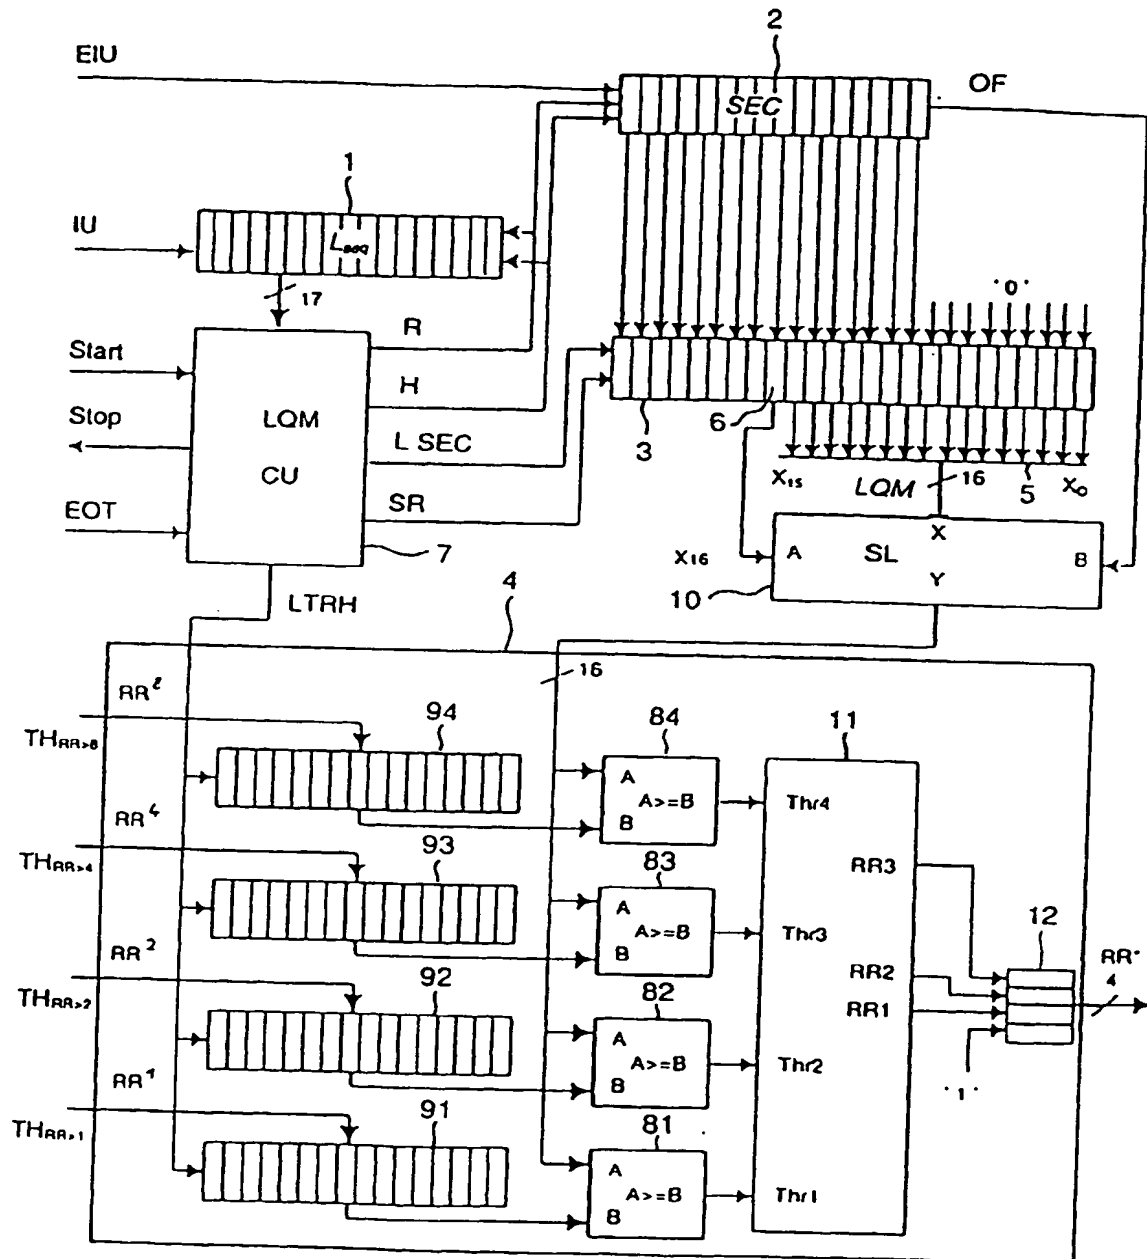 2
EIU
OF
SEC
1
IU
Lseq
17
'0'
R
Start
H
Stop
LQM
CU
L SEC
3
6
X15
LQM
16
5
X0
EOT
SR
7
X16
A
SL
X
Y
B
10
LTRH
4
16
RR
TH RR>8
94
84
11
A
A>=B
B
Thr4
RR4
TH RR>4
93
83
A
A>=B
B
Thr3
RR3
12
RR2
TH RR>2
92
82
A
A>=B
B
Thr2
RR2
RR1
RR*
4
'1'
RR1
TH RR>1
91
81
A
A>=B
B
Thr1